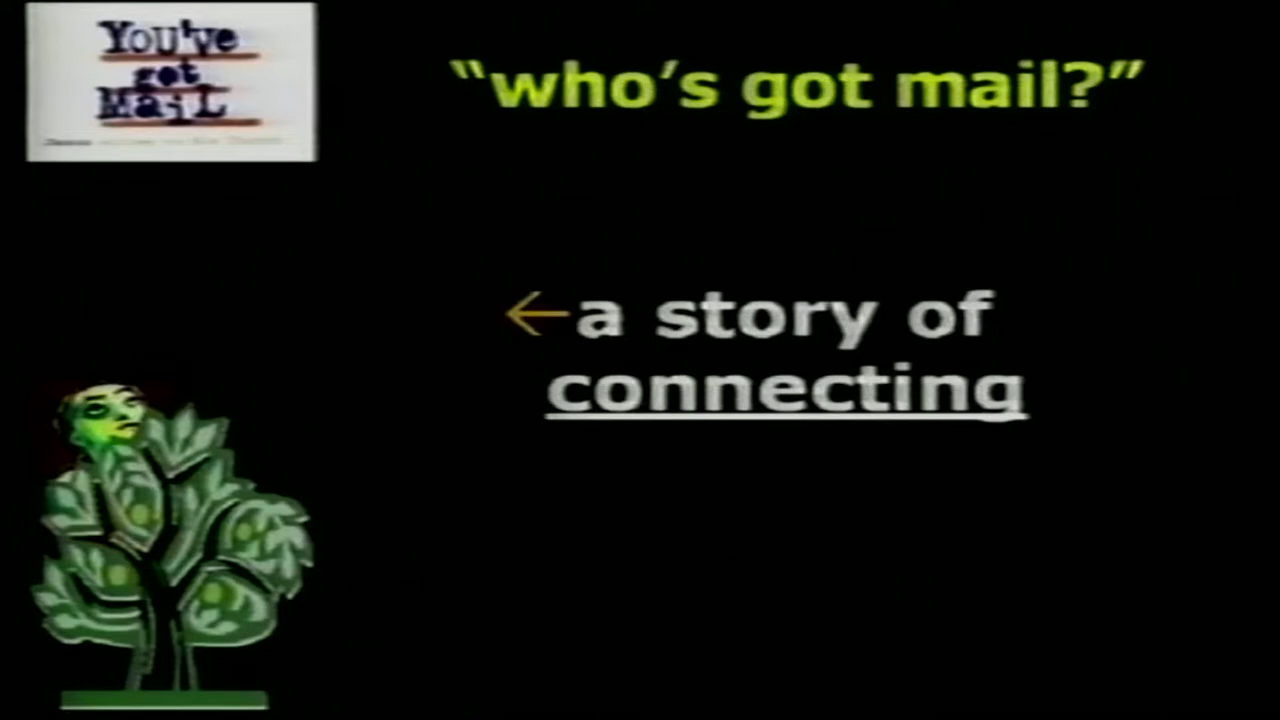 You've
got
MaiL
“who’s got mail?”
←a story of
connecting